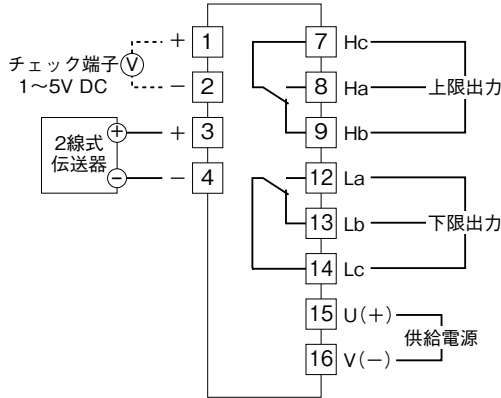 チェック端子
1～5V DC
V
+ 1
− 2
2線式
伝送器
+
−
+ 3
− 4
7 Hc
8 Ha
9 Hb
上限出力
12 La
13 Lb
14 Lc
下限出力
15 U(+)
16 V(−)
供給電源